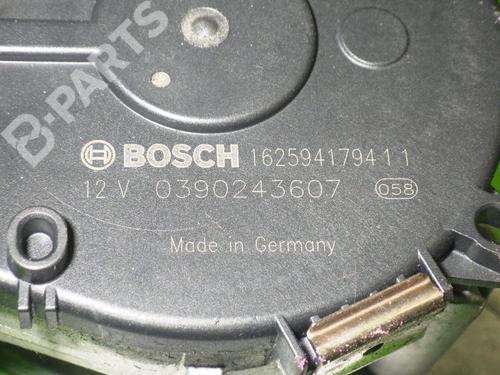 B-PARTS
BOSCH 1625941794 1 1
12 V 0390243607 058
Made in Germany